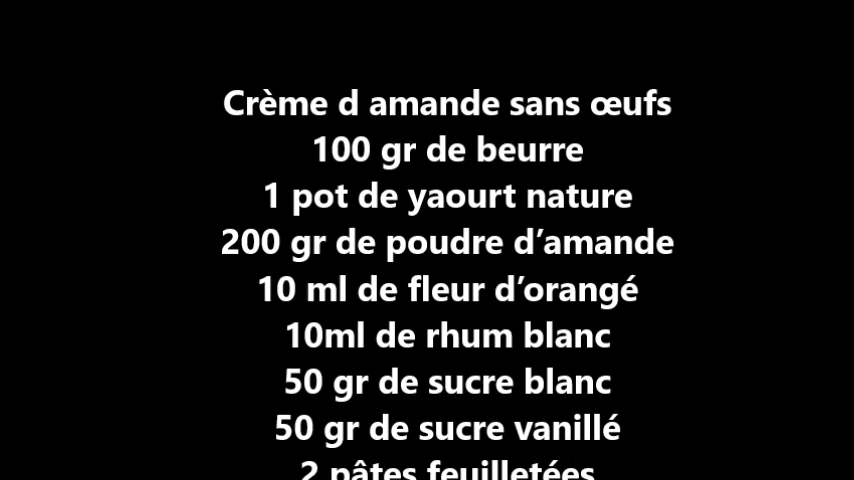 Crème d amande sans œufs
100 gr de beurre
1 pot de yaourt nature
200 gr de poudre d’amande
10 ml de fleur d’orangé
10ml de rhum blanc
50 gr de sucre blanc
50 gr de sucre vanillé
2 pâtes feuilletées